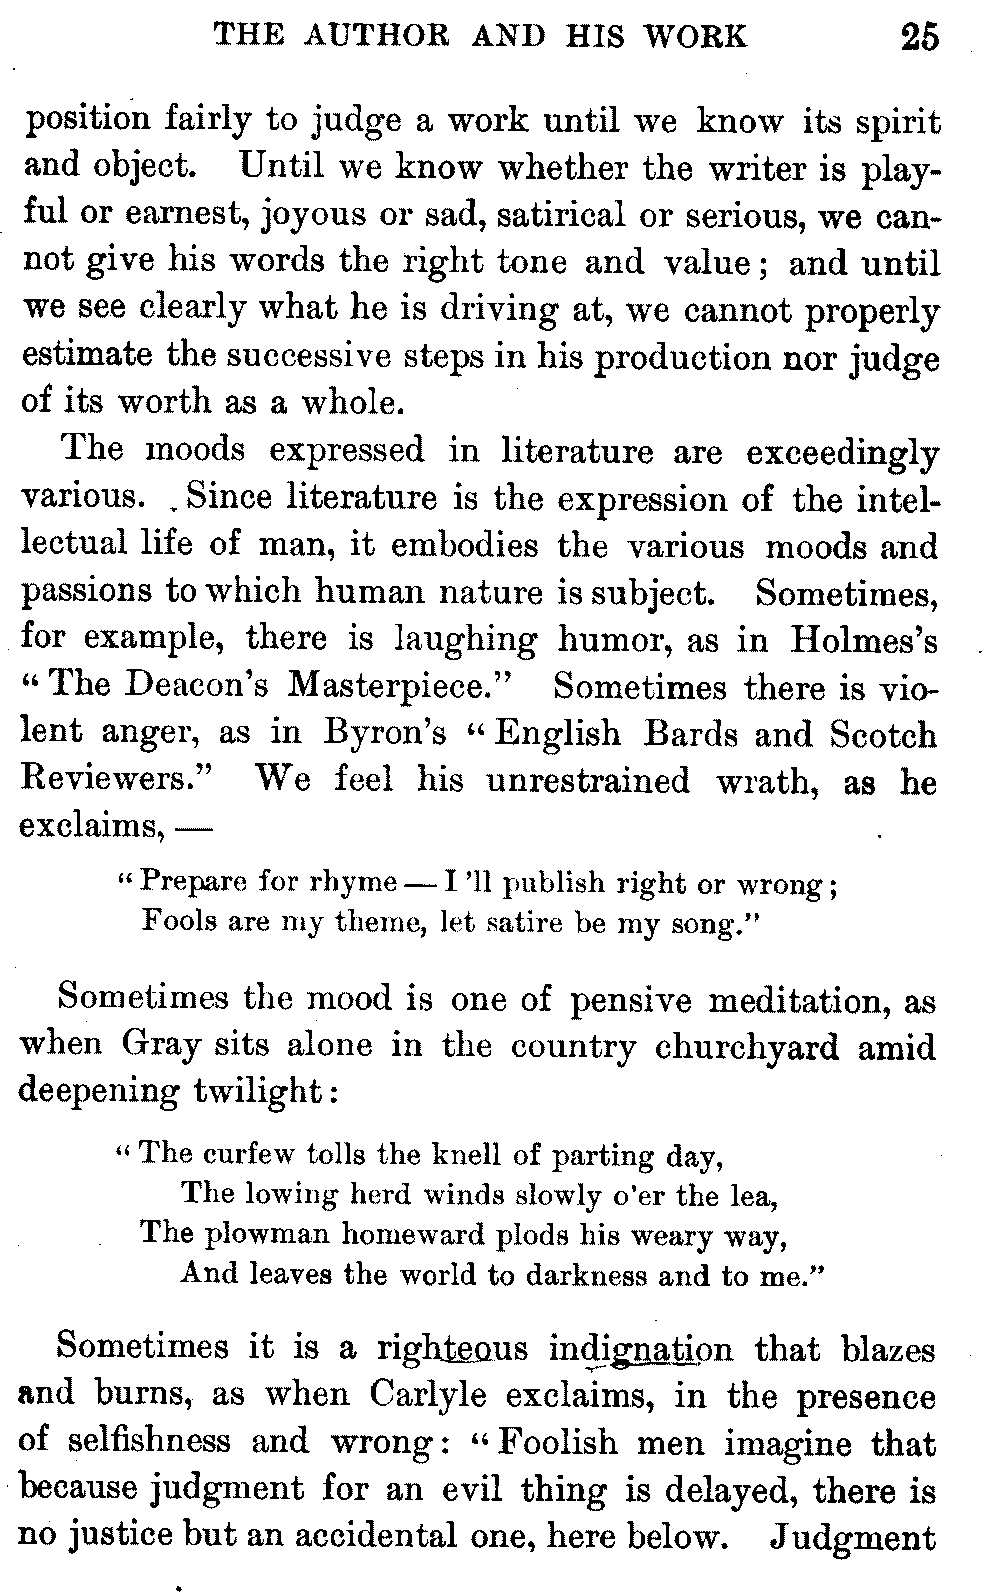 THE AUTHOR AND HIS WORK 25
position fairly to judge a work until we know its spirit
and object. Until we know whether the writer is play-
ful or earnest, joyous or sad, satirical or serious, we can-
not give his words the right tone and value; and until
we see clearly what he is driving at, we cannot properly
estimate the successive steps in his production nor judge
of its worth as a whole.
The moods expressed in literature are exceedingly
various. Since literature is the expression of the intel-
lectual life of man, it embodies the various moods and
passions to which human nature is subject. Sometimes,
for example, there is laughing humor, as in Holmes's
“The Deacon's Masterpiece.” Sometimes there is vio-
lent anger, as in Byron's “English Bards and Scotch
Reviewers.” We feel his unrestrained wrath, as he
exclaims, —
“Prepare for rhyme — I 'll publish right or wrong;
Fools are my theme, let satire be my song.”
Sometimes the mood is one of pensive meditation, as
when Gray sits alone in the country churchyard amid
deepening twilight:
“The curfew tolls the knell of parting day,
The lowing herd winds slowly o'er the lea,
The plowman homeward plods his weary way,
And leaves the world to darkness and to me.”
Sometimes it is a righteous indignation that blazes
and burns, as when Carlyle exclaims, in the presence
of selfishness and wrong: “Foolish men imagine that
because judgment for an evil thing is delayed, there is
no justice but an accidental one, here below. Judgment